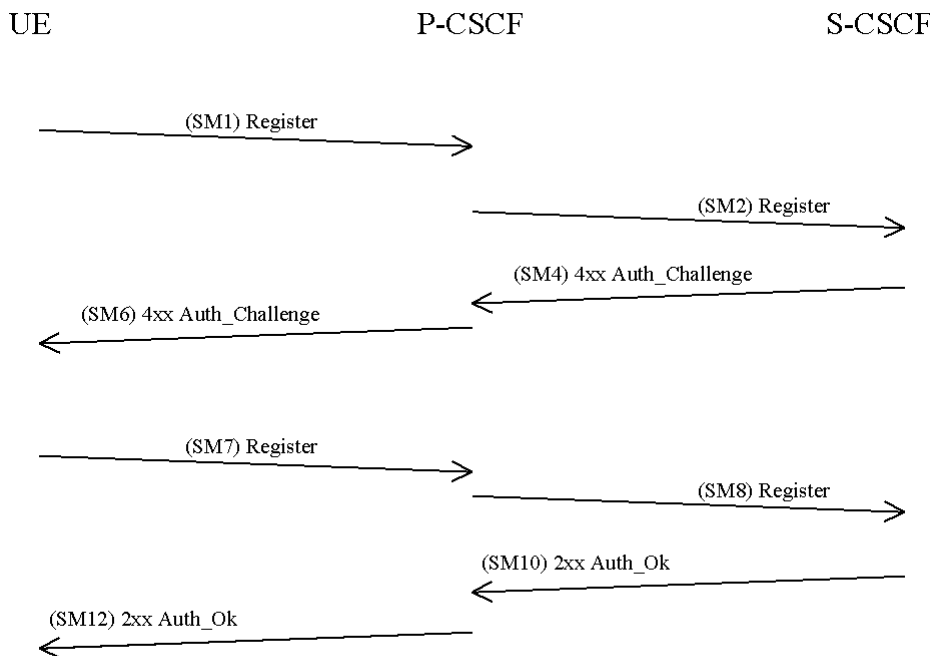 UE P-CSCF S-CSCF
(SM1) Register
(SM2) Register
(SM4) 4xx Auth_Challenge
(SM6) 4xx Auth_Challenge
(SM7) Register
(SM8) Register
(SM10) 2xx Auth_Ok
(SM12) 2xx Auth_Ok